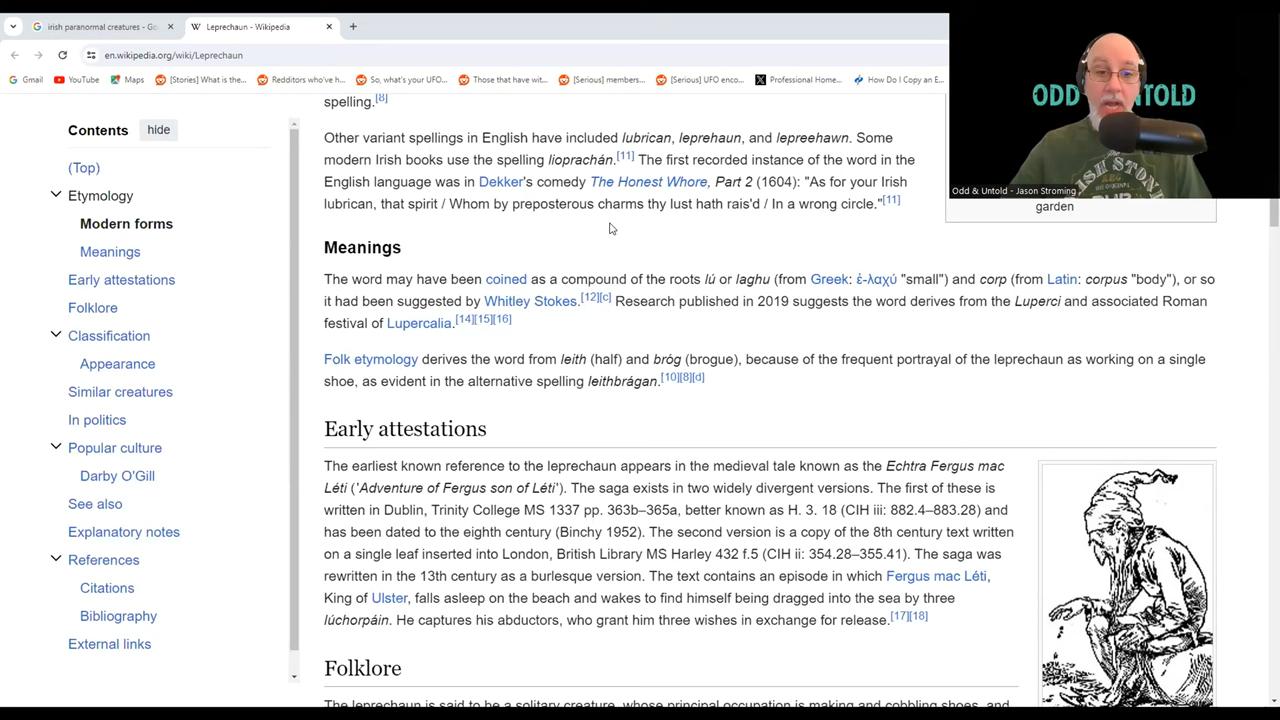 irish paranormal creatures - Go
Leprechaun - Wikipedia
en.wikipedia.org/wiki/Leprechaun
Gmail
YouTube
Maps
[Stories] What is the...
Redditors who've h...
So, what's your UFO...
Those that have wit...
[Serious] members...
[Serious] UFO enco...
Professional Home...
How Do I Copy an E...
ODD
TOLD
Odd & Untold - Jason Stroming
garden
Contents
hide
(Top)
Etymology
Modern forms
Meanings
Early attestations
Folklore
Classification
Appearance
Similar creatures
In politics
Popular culture
Darby O'Gill
See also
Explanatory notes
References
Citations
Bibliography
External links
spelling.[8]
Other variant spellings in English have included lubrican, leprehaun, and lepreehawn. Some
modern Irish books use the spelling lioprachán.[11] The first recorded instance of the word in the
English language was in Dekker's comedy The Honest Whore, Part 2 (1604): "As for your Irish
lubrican, that spirit / Whom by preposterous charms thy lust hath rais'd / In a wrong circle."[11]
Meanings
The word may have been coined as a compound of the roots lú or laghu (from Greek: ἐ-λαχύ "small") and corp (from Latin: corpus "body"), or so
it had been suggested by Whitley Stokes.[12][c] Research published in 2019 suggests the word derives from the Luperci and associated Roman
festival of Lupercalia.[14][15][16]
Folk etymology derives the word from leith (half) and bróg (brogue), because of the frequent portrayal of the leprechaun as working on a single
shoe, as evident in the alternative spelling leithbrágan.[10][8][d]
Early attestations
The earliest known reference to the leprechaun appears in the medieval tale known as the Echtra Fergus mac
Léti ('Adventure of Fergus son of Léti'). The saga exists in two widely divergent versions. The first of these is
written in Dublin, Trinity College MS 1337 pp. 363b–365a, better known as H. 3. 18 (CIH iii: 882.4–883.28) and
has been dated to the eighth century (Binchy 1952). The second version is a copy of the 8th century text written
on a single leaf inserted into London, British Library MS Harley 432 f.5 (CIH ii: 354.28–355.41). The saga was
rewritten in the 13th century as a burlesque version. The text contains an episode in which Fergus mac Léti,
King of Ulster, falls asleep on the beach and wakes to find himself being dragged into the sea by three
lúchorpáin. He captures his abductors, who grant him three wishes in exchange for release.[17][18]
Folklore
The leprechaun is said to be a solitary creature, whose principal occupation is making and cobbling shoes, and